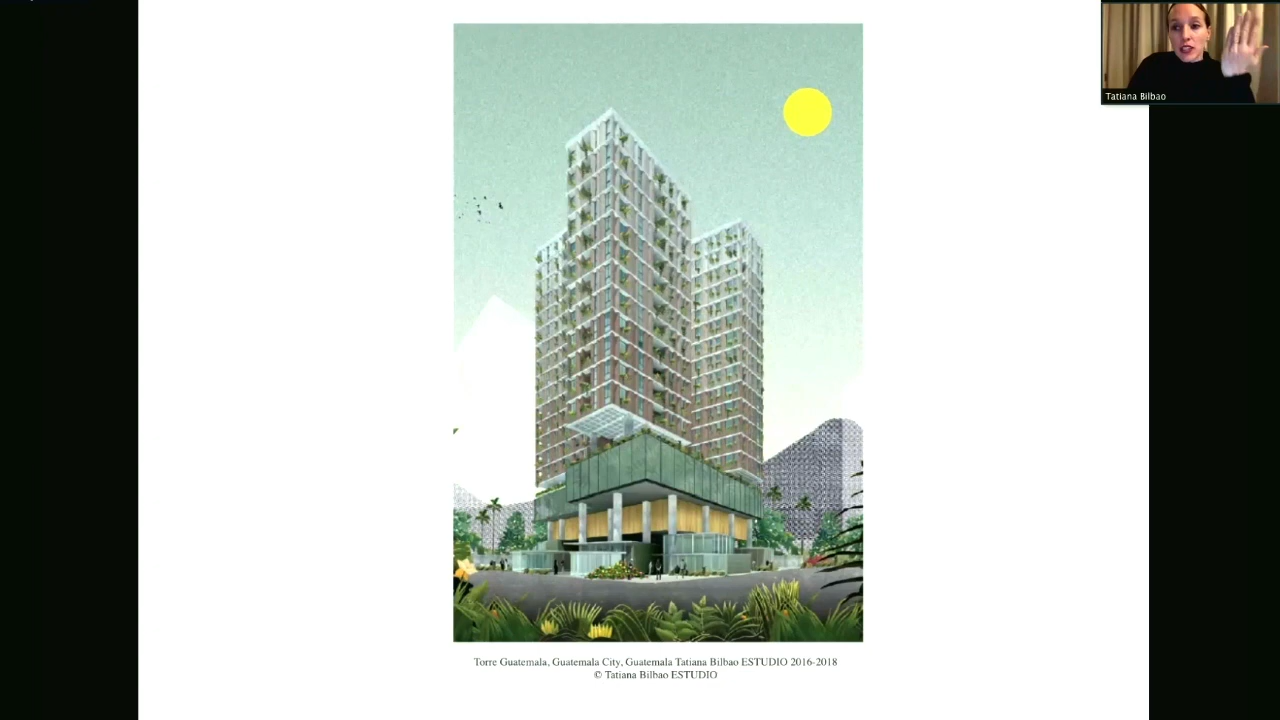 Tatiana Bilbao
Torre Guatemala, Guatemala City, Guatemala Tatiana Bilbao ESTUDIO 2016-2018
© Tatiana Bilbao ESTUDIO